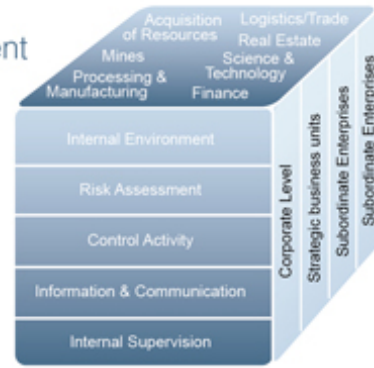 ent
Acquisition
of Resources
Logistics/Trade
Mines
Real Estate
Processing &
Manufacturing
Science &
Technology
Finance
Internal Environment
Risk Assessment
Control Activity
Information & Communication
Internal Supervision
Corporate Level
Strategic business units
Subordinate Enterprises
Subordinate Enterprises